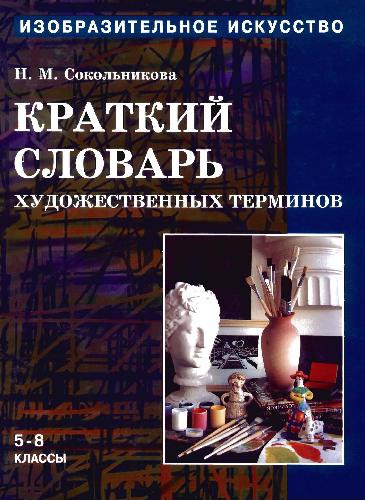 ИЗОБРАЗИТЕЛЬНОЕ ИСКУССТВО
Н. М. Сокольникова
КРАТКИЙ
СЛОВАРЬ
ХУДОЖЕСТВЕННЫХ ТЕРМИНОВ
5-8
КЛАССЫ